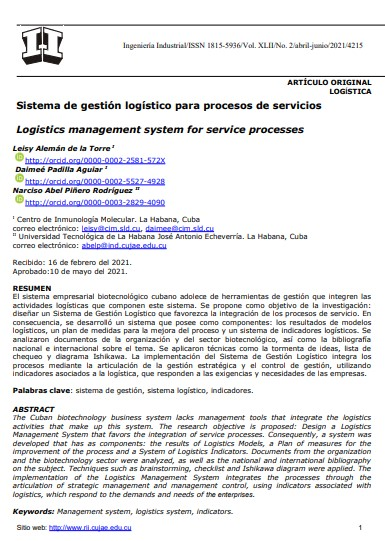 Ingeniería Industrial/ISSN 1815-5936/Vol. XLII/No. 2/abril-junio/2021/4215
ARTÍCULO ORIGINAL
LOGÍSTICA
Sistema de gestión logístico para procesos de servicios
Logistics management system for service processes
Leisy Alemán de la Torre I
http://orcid.org/0000-0002-2581-572X
Daimeé Padilla Aguiar I
http://orcid.org/0000-0002-5527-4928
Narciso Abel Piñero Rodríguez II
http://orcid.org/0000-0003-2829-4090
I Centro de Inmunología Molecular. La Habana, Cuba
correo electrónico: leisy@cim.sld.cu, daimee@cim.sld.cu
II Universidad Tecnológica de La Habana José Antonio Echeverría. La Habana, Cuba
correo electrónico: abelp@ind.cujae.edu.cu
Recibido: 16 de febrero del 2021.
Aprobado:10 de mayo del 2021.
RESUMEN
El sistema empresarial biotecnológico cubano adolece de herramientas de gestión que integren las
actividades logísticas que componen este sistema. Se propone como objetivo de la investigación:
diseñar un Sistema de Gestión Logístico que favorezca la integración de los procesos de servicio. En
consecuencia, se desarrolló un sistema que posee como componentes: los resultados de modelos
logísticos, un plan de medidas para la mejora del proceso y un sistema de indicadores logísticos. Se
analizaron documentos de la organización y del sector biotecnológico, así como la bibliografía
nacional e internacional sobre el tema. Se aplicaron técnicas como la tormenta de ideas, lista de
chequeo y diagrama Ishikawa. La implementación del Sistema de Gestión Logístico integra los
procesos mediante la articulación de la gestión estratégica y el control de gestión, utilizando
indicadores asociados a la logística, que responden a las exigencias y necesidades de las empresas.
Palabras clave: sistema de gestión, sistema logístico, indicadores.
ABSTRACT
The Cuban biotechnology business system lacks management tools that integrate the logistics
activities that make up this system. The research objective is proposed: Design a Logistics
Management System that favors the integration of service processes. Consequently, a system was
developed that has as components: the results of Logistics Models, a Plan of measures for the
improvement of the process and a System of Logistics Indicators. Documents from the organization
and the biotechnology sector were analyzed, as well as the national and international bibliography
on the subject. Techniques such as brainstorming, checklist and Ishikawa diagram were applied. The
implementation of the Logistics Management System integrates the processes through the
articulation of strategic management and management control, using indicators associated with
logistics, which respond to the demands and needs of the enterprises.
Keywords: Management system, logistics system, indicators.
Sitio web: http://www.rii.cujae.edu.cu 1